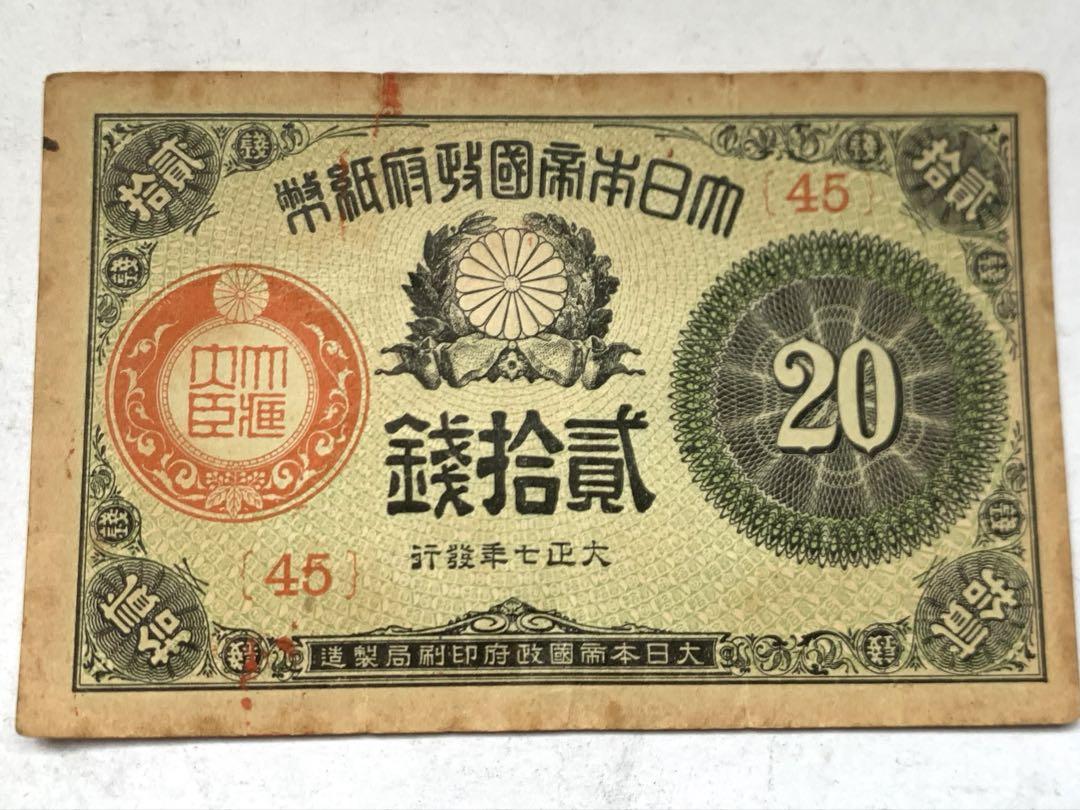 貳拾
貳拾
大日本帝國政府紙幣
{45}
大藏
大臣
20
貳拾錢
大正七年發行
{45}
貳拾
貳拾
大日本帝國政府印刷局製造